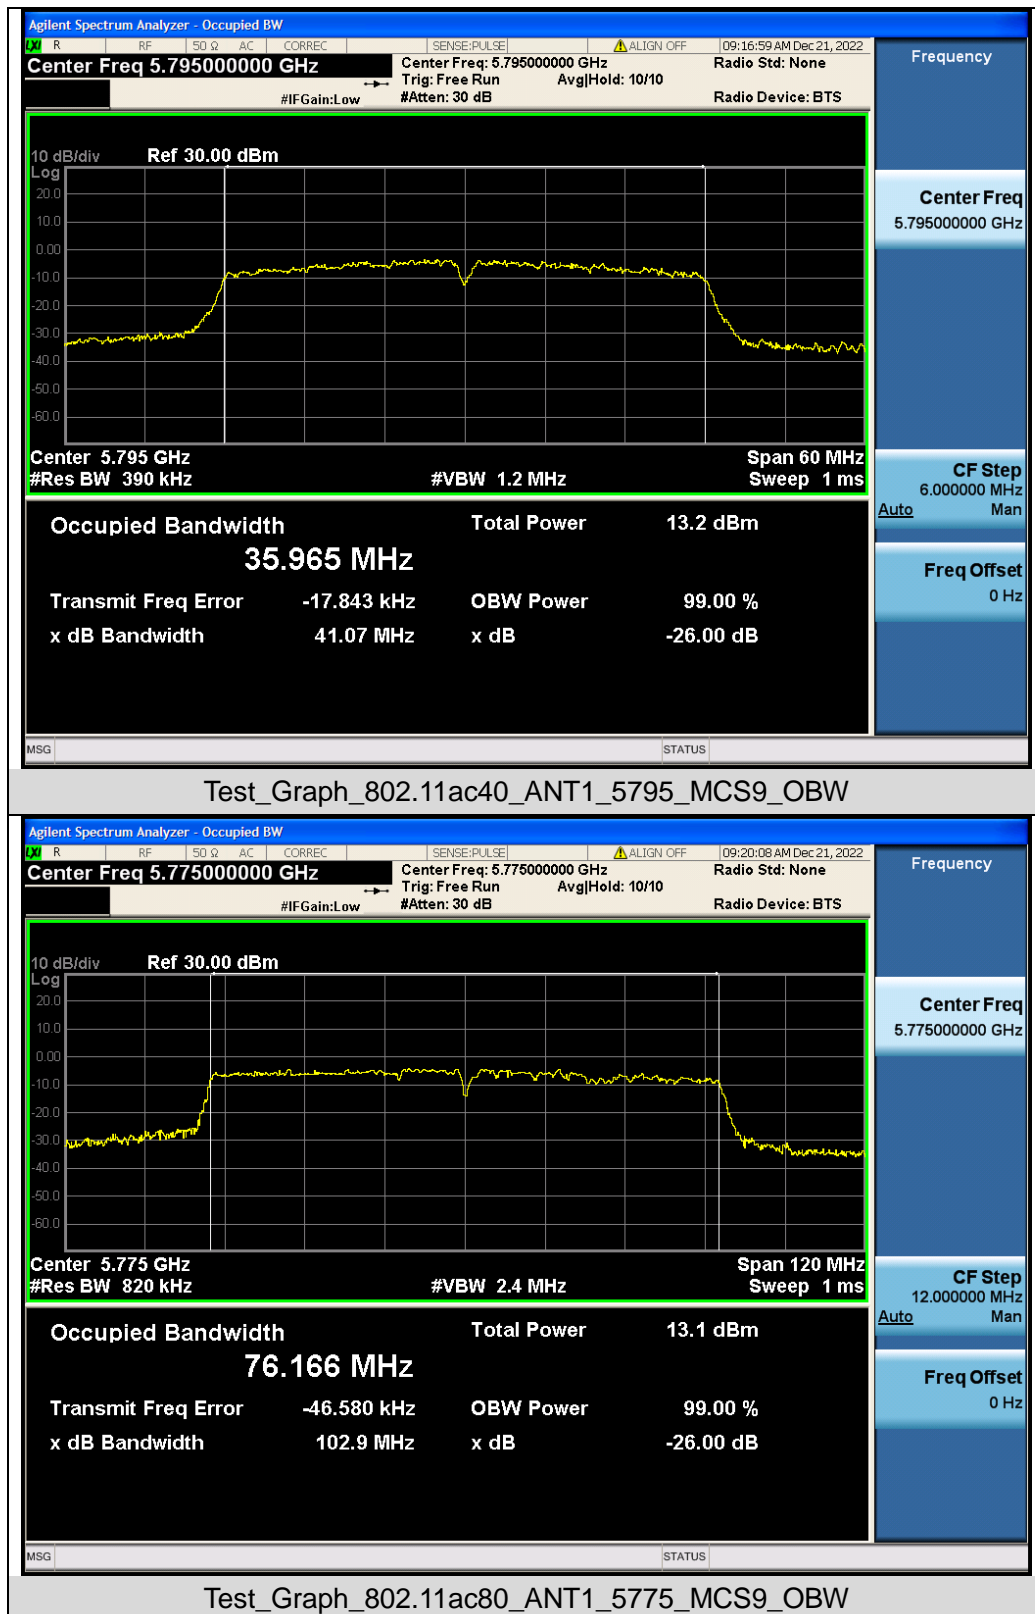 Agilent Spectrum Analyzer - Occupied BW
LXI R RF 50 Ω AC CORREC SENSE:PULSE ALIGN OFF 09:16:59 AM Dec 21, 2022
Center Freq 5.795000000 GHz
Center Freq: 5.795000000 GHz
Radio Std: None
Trig: Free Run Avg|Hold: 10/10
#IFGain:Low
#Atten: 30 dB
Radio Device: BTS
10 dB/div Ref 30.00 dBm
Log
20.0
10.0
0.00
-10.0
-20.0
-30.0
-40.0
-50.0
-60.0
Center 5.795 GHz Span 60 MHz
#Res BW 390 kHz #VBW 1.2 MHz Sweep 1 ms
Occupied Bandwidth Total Power 13.2 dBm
35.965 MHz
Transmit Freq Error -17.843 kHz OBW Power 99.00 %
x dB Bandwidth 41.07 MHz x dB -26.00 dB
MSG STATUS
Frequency
Center Freq
5.795000000 GHz
CF Step
6.000000 MHz
Auto Man
Freq Offset
0 Hz
Test_Graph_802.11ac40_ANT1_5795_MCS9_OBW
Agilent Spectrum Analyzer - Occupied BW
LXI R RF 50 Ω AC CORREC SENSE:PULSE ALIGN OFF 09:20:08 AM Dec 21, 2022
Center Freq 5.775000000 GHz
Center Freq: 5.775000000 GHz
Radio Std: None
Trig: Free Run Avg|Hold: 10/10
#IFGain:Low
#Atten: 30 dB
Radio Device: BTS
10 dB/div Ref 30.00 dBm
Log
20.0
10.0
0.00
-10.0
-20.0
-30.0
-40.0
-50.0
-60.0
Center 5.775 GHz Span 120 MHz
#Res BW 820 kHz #VBW 2.4 MHz Sweep 1 ms
Occupied Bandwidth Total Power 13.1 dBm
76.166 MHz
Transmit Freq Error -46.580 kHz OBW Power 99.00 %
x dB Bandwidth 102.9 MHz x dB -26.00 dB
MSG STATUS
Frequency
Center Freq
5.775000000 GHz
CF Step
12.000000 MHz
Auto Man
Freq Offset
0 Hz
Test_Graph_802.11ac80_ANT1_5775_MCS9_OBW